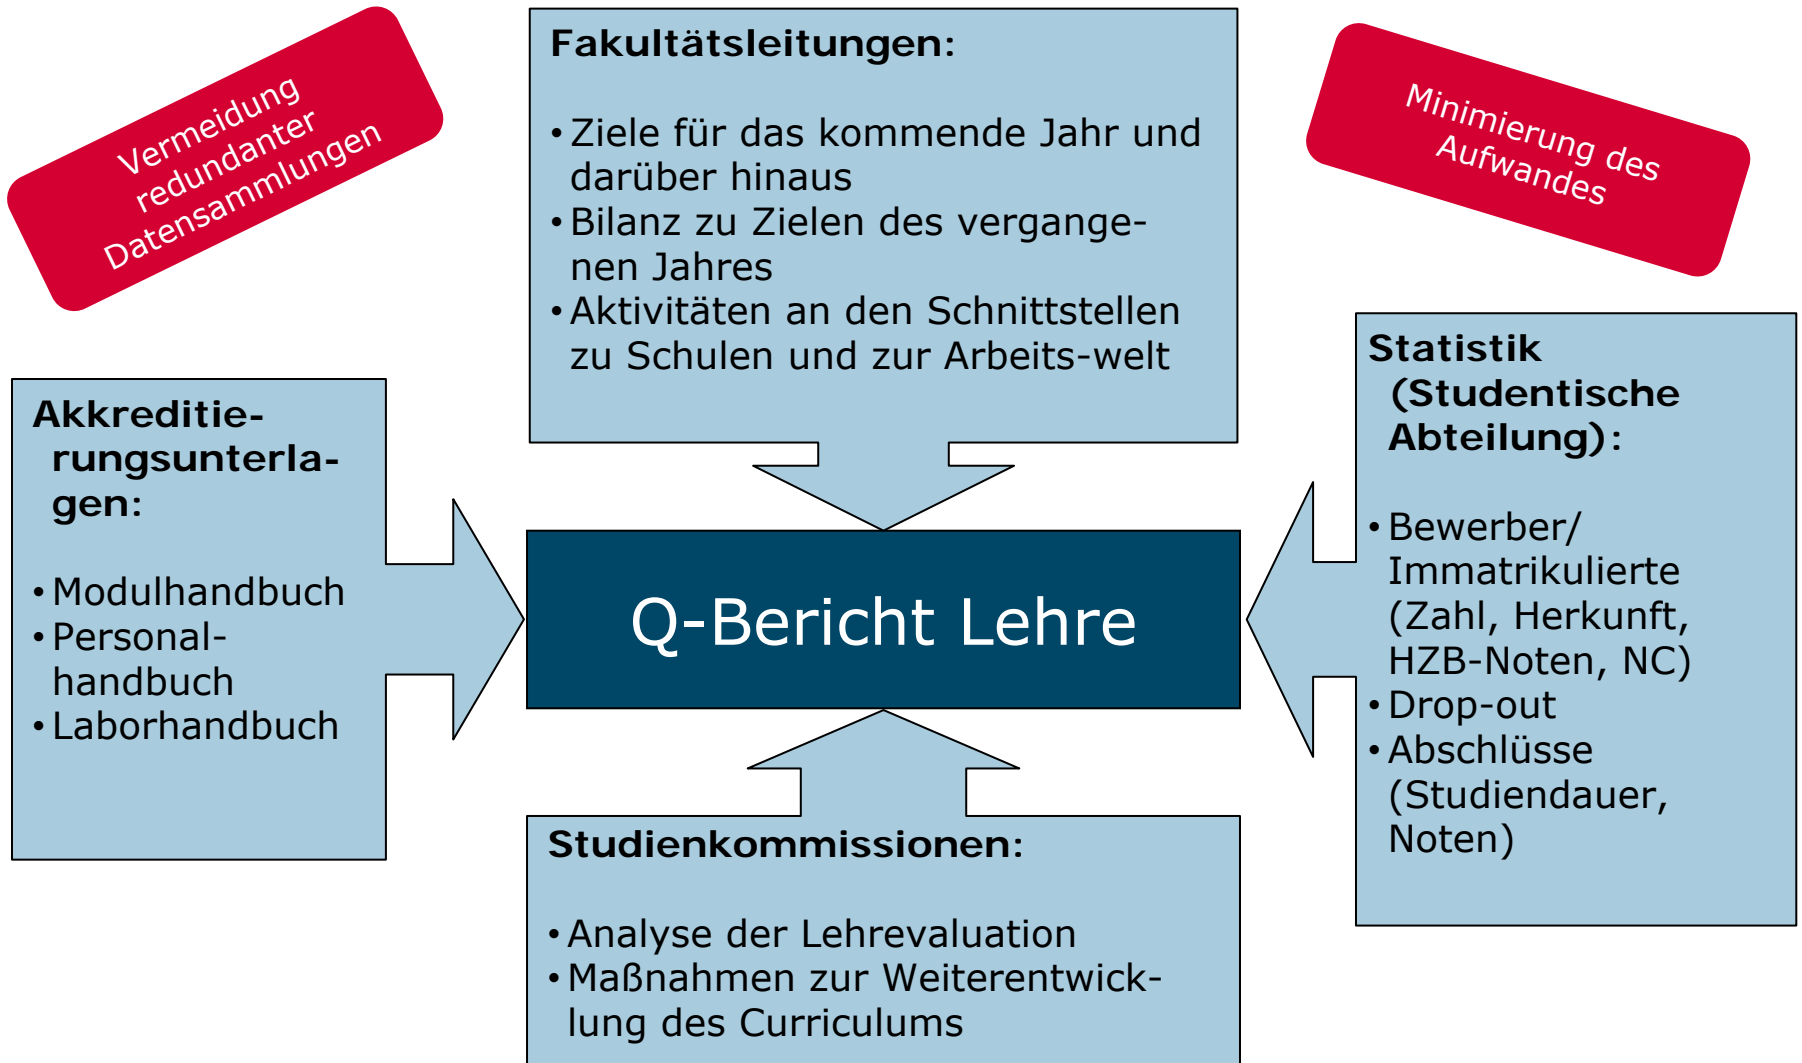 Vermeidung
redundanter
Datensammlungen
Fakultätsleitungen:
• Ziele für das kommende Jahr und
darüber hinaus
• Bilanz zu Zielen des vergange-
nen Jahres
• Aktivitäten an den Schnittstellen
zu Schulen und zur Arbeits-welt
Minimierung des
Aufwandes
Akkreditie-
rungsunterla-
gen:
• Modulhandbuch
• Personal-
handbuch
• Laborhandbuch
Q-Bericht Lehre
Statistik
(Studentische
Abteilung):
• Bewerber/
Immatrikulierte
(Zahl, Herkunft,
HZB-Noten, NC)
• Drop-out
• Abschlüsse
(Studiendauer,
Noten)
Studienkommissionen:
• Analyse der Lehrevaluation
• Maßnahmen zur Weiterentwick-
lung des Curriculums